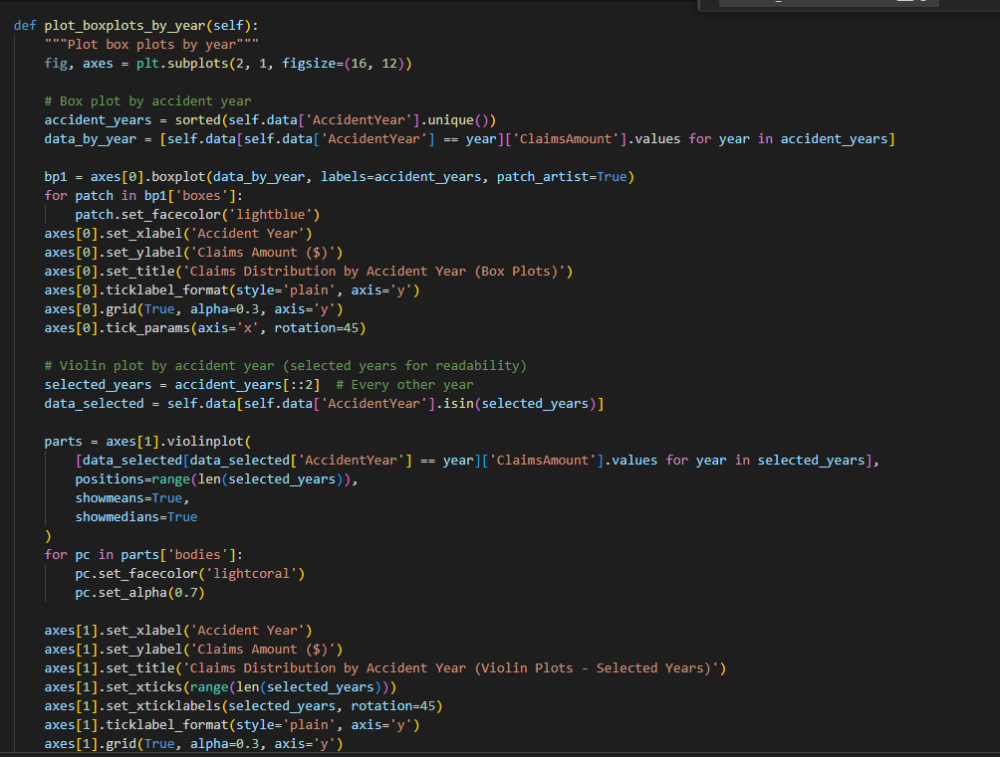 def plot_boxplots_by_year(self):
    """Plot box plots by year"""
    fig, axes = plt.subplots(2, 1, figsize=(16, 12))

    # Box plot by accident year
    accident_years = sorted(self.data['AccidentYear'].unique())
    data_by_year = [self.data[self.data['AccidentYear'] == year]['ClaimsAmount'].values for year in accident_years]

    bp1 = axes[0].boxplot(data_by_year, labels=accident_years, patch_artist=True)
    for patch in bp1['boxes']:
        patch.set_facecolor('lightblue')
    axes[0].set_xlabel('Accident Year')
    axes[0].set_ylabel('Claims Amount ($)')
    axes[0].set_title('Claims Distribution by Accident Year (Box Plots)')
    axes[0].ticklabel_format(style='plain', axis='y')
    axes[0].grid(True, alpha=0.3, axis='y')
    axes[0].tick_params(axis='x', rotation=45)

    # Violin plot by accident year (selected years for readability)
    selected_years = accident_years[::2]  # Every other year
    data_selected = self.data[self.data['AccidentYear'].isin(selected_years)]

    parts = axes[1].violinplot(
        [data_selected[data_selected['AccidentYear'] == year]['ClaimsAmount'].values for year in selected_years],
        positions=range(len(selected_years)),
        showmeans=True,
        showmedians=True
    )
    for pc in parts['bodies']:
        pc.set_facecolor('lightcoral')
        pc.set_alpha(0.7)

    axes[1].set_xlabel('Accident Year')
    axes[1].set_ylabel('Claims Amount ($)')
    axes[1].set_title('Claims Distribution by Accident Year (Violin Plots - Selected Years)')
    axes[1].set_xticks(range(len(selected_years)))
    axes[1].set_xticklabels(selected_years, rotation=45)
    axes[1].ticklabel_format(style='plain', axis='y')
    axes[1].grid(True, alpha=0.3, axis='y')